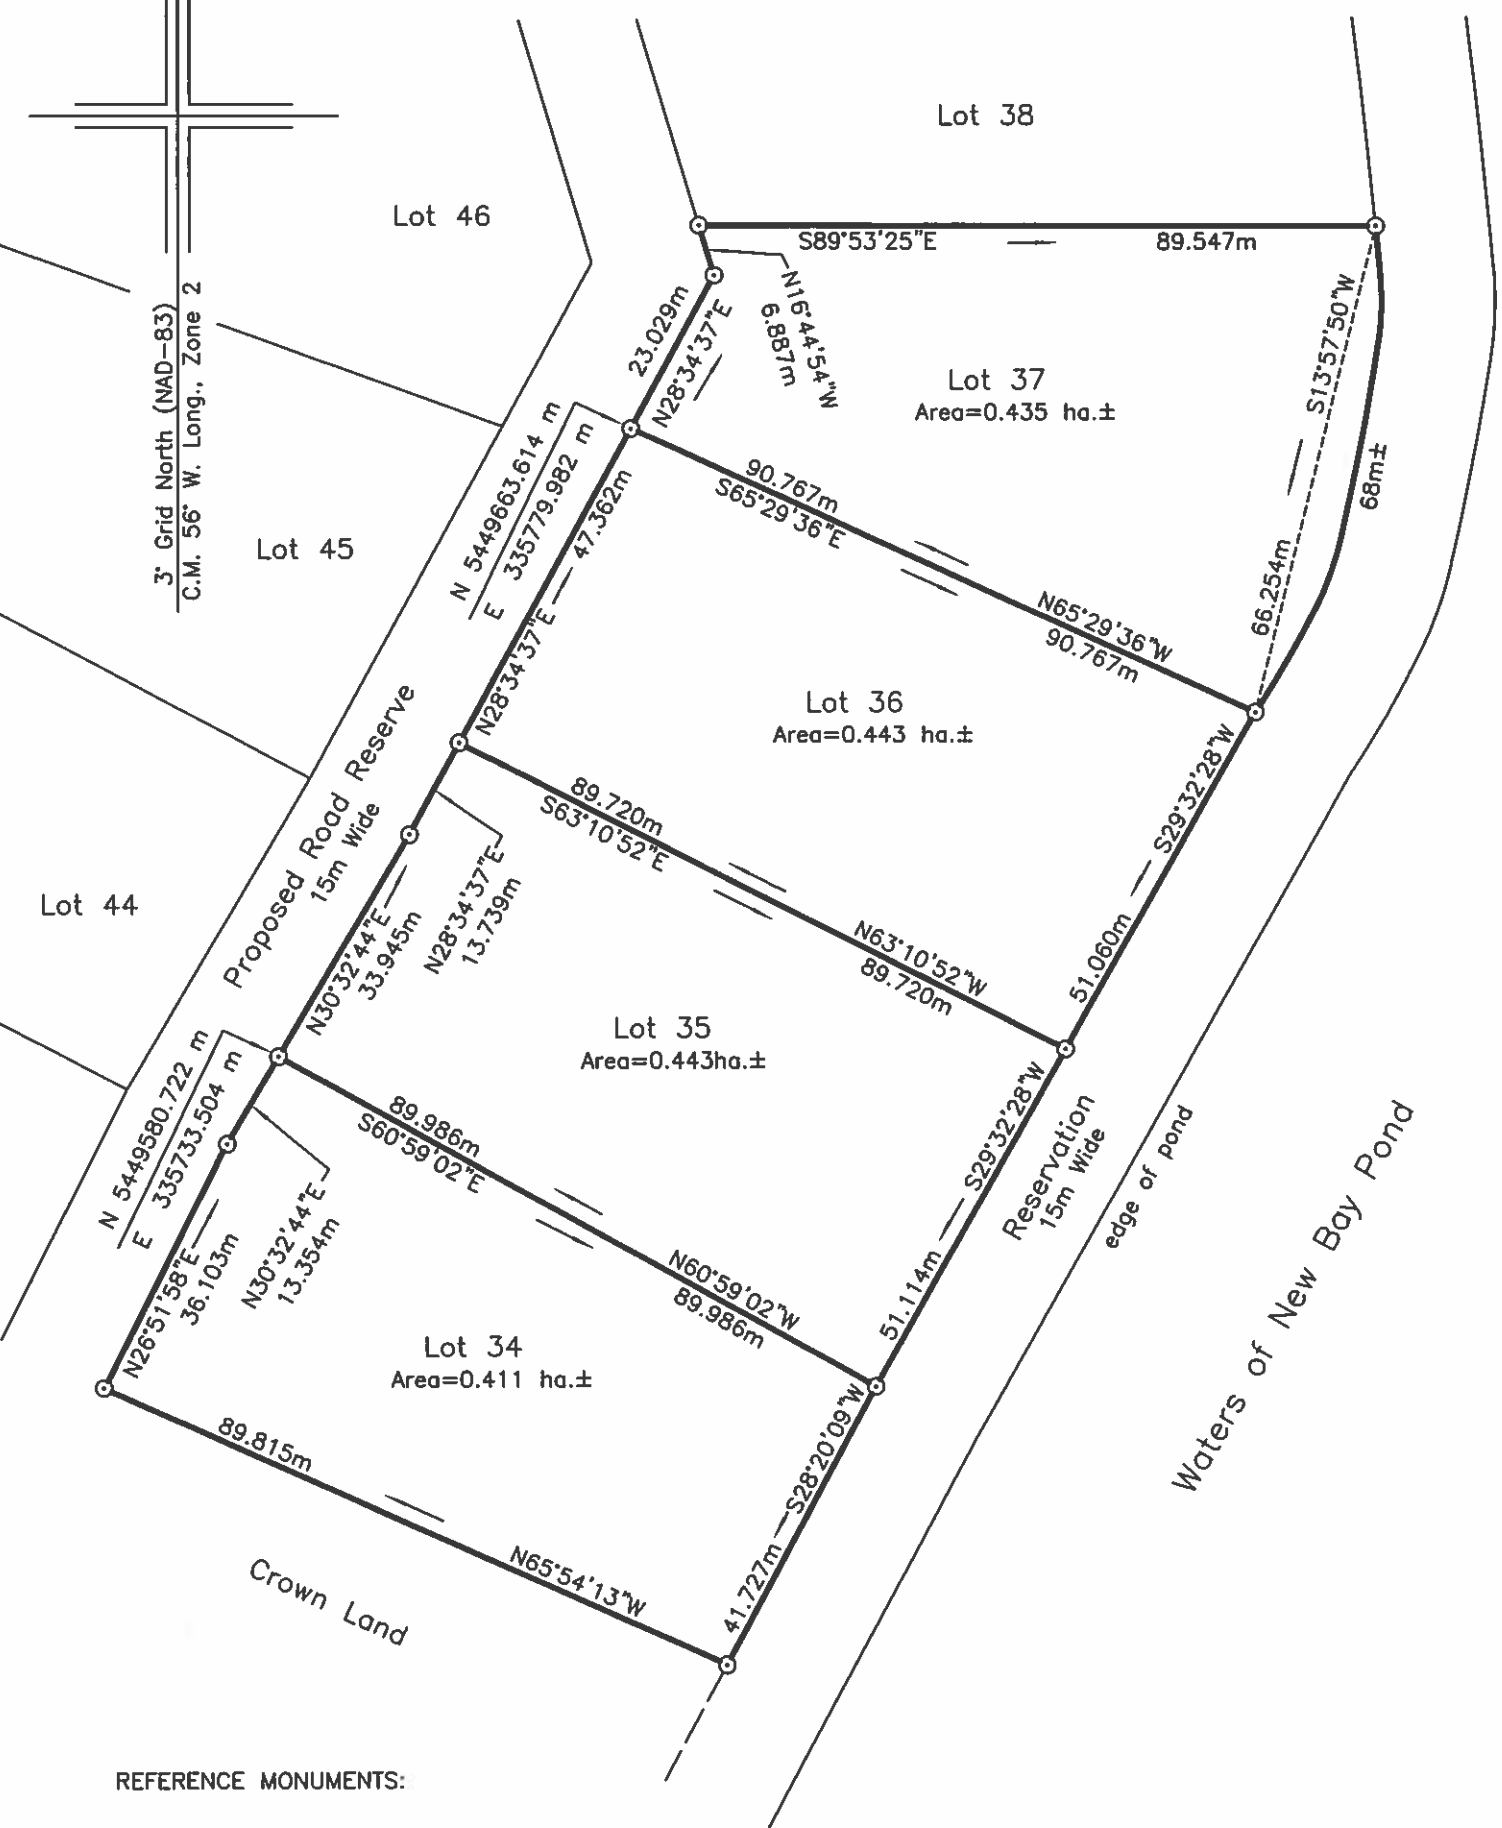 Lot 38
Lot 46
S89°53'25"E
89.547m
3° Grid North (NAD-83)
C.M. 56° W. Long., Zone 2
N16°44'54"W
6.887m
23.029m
N28°34'37"E
Lot 37
Area=0.435 ha.±
S13°57'50"W
66.254m
68m±
N 5449663.614 m
E 335779.982 m
90.767m
S65°29'36"E
N65°29'36"W
90.767m
Lot 45
47.362m
N28°34'37"E
Lot 36
Area=0.443 ha.±
S29°32'28"W
51.060m
Proposed Road Reserve
15m Wide
89.720m
S63°10'52"E
N63°10'52"W
89.720m
N28°34'37"E
13.739m
Lot 44
N30°32'44"E
33.945m
Lot 35
Area=0.443ha.±
S29°32'28"W
51.114m
Reservation
15m Wide
edge of pond
Waters of New Bay Pond
N 5449580.722 m
E 335733.504 m
89.986m
S60°59'02"E
N60°59'02"W
89.986m
N30°32'44"E
13.354m
N26°51'58"E
36.103m
Lot 34
Area=0.411 ha.±
S28°20'09"W
41.727m
89.815m
N65°54'13"W
Crown Land
REFERENCE MONUMENTS: